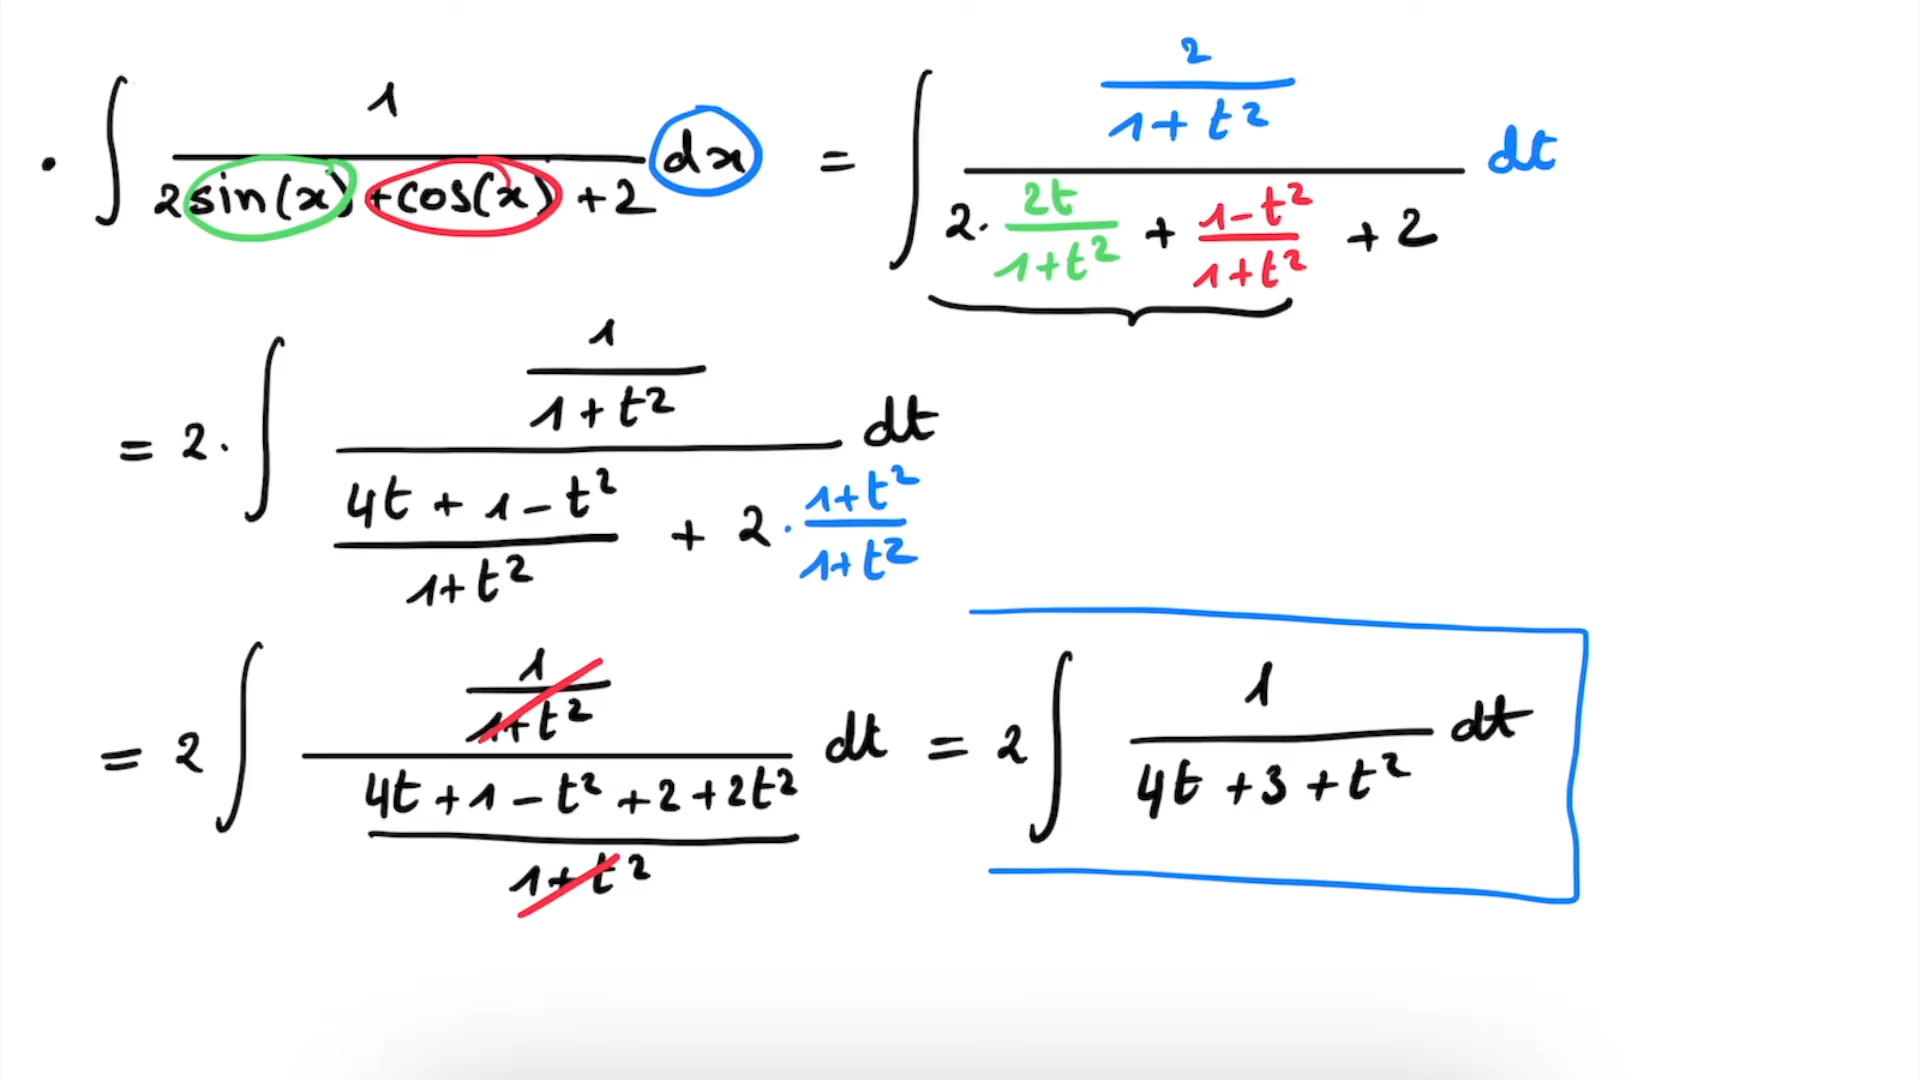 • ∫ 1/(2sin(x) + cos(x) + 2) dx = ∫ (2/(1+t²))/(2·2t/(1+t²) + (1-t²)/(1+t²) + 2) dt
= 2·∫ (1/(1+t²))/((4t+1-t²)/(1+t²) + 2·(1+t²)/(1+t²)) dt
= 2∫ (1/(1+t²))/((4t+1-t²+2+2t²)/(1+t²)) dt = 2∫ 1/(4t+3+t²) dt